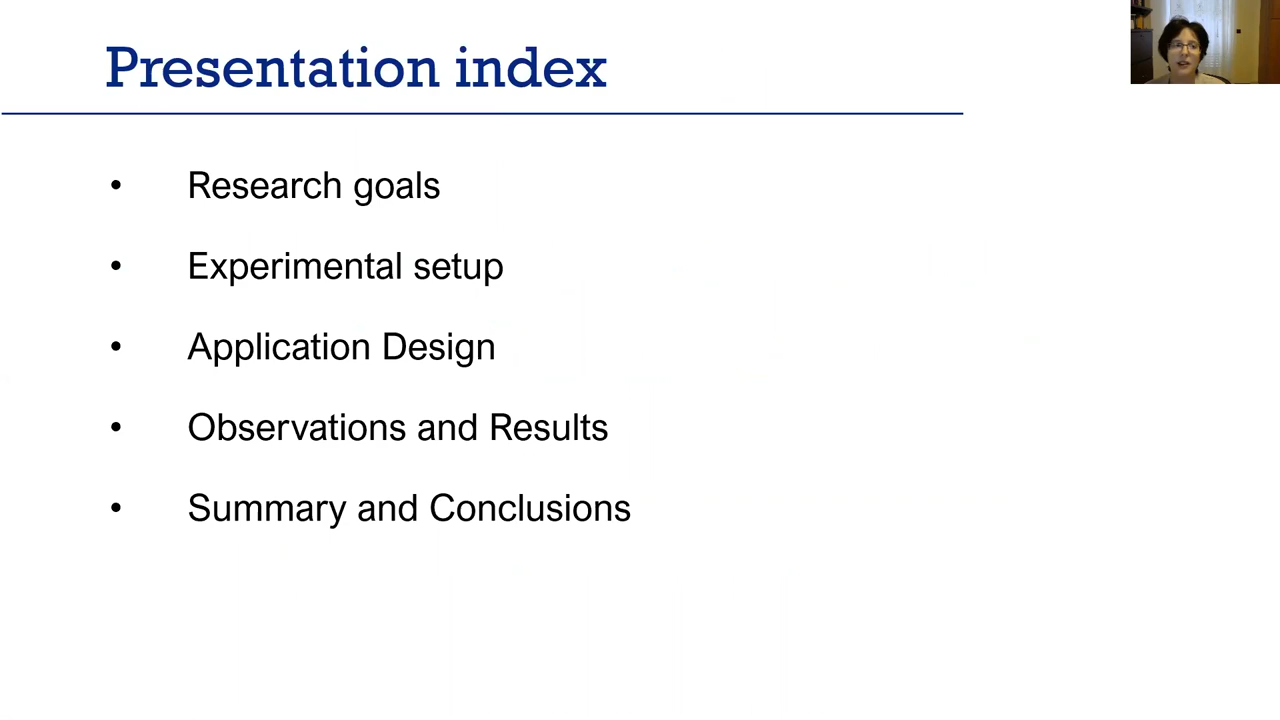 Presentation index
• Research goals
• Experimental setup
• Application Design
• Observations and Results
• Summary and Conclusions